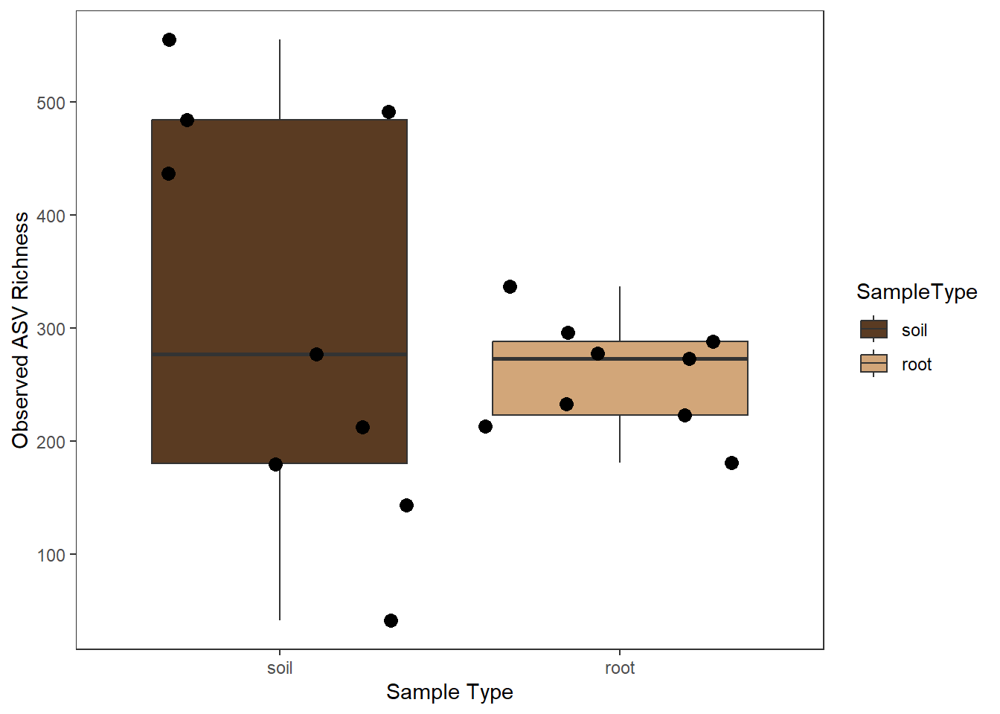 Observed ASV Richness
500
400
300
200
100
soil
root
Sample Type
SampleType
soil
root